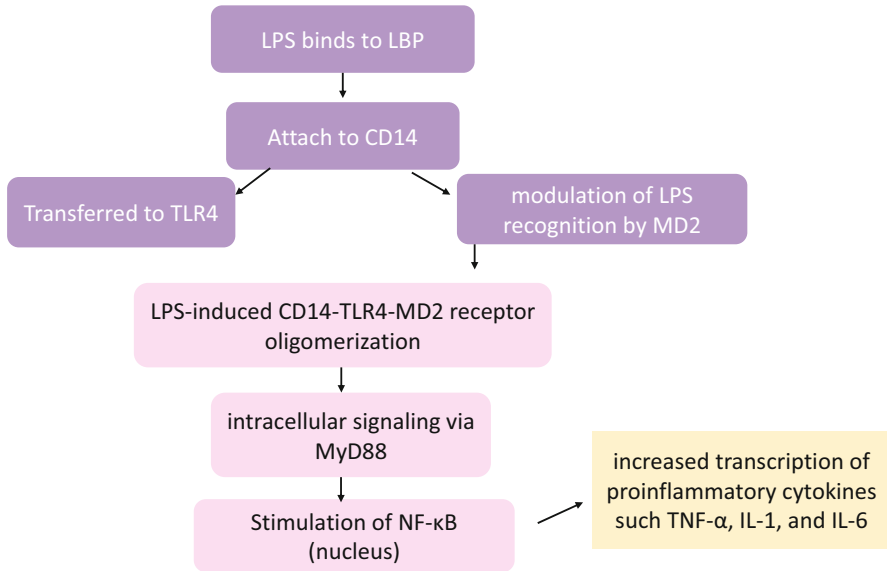 LPS binds to LBP
Attach to CD14
Transferred to TLR4
modulation of LPS
recognition by MD2
LPS-induced CD14-TLR4-MD2 receptor
oligomerization
intracellular signaling via
MyD88
Stimulation of NF-κB
(nucleus)
increased transcription of
proinflammatory cytokines
such TNF-α, IL-1, and IL-6